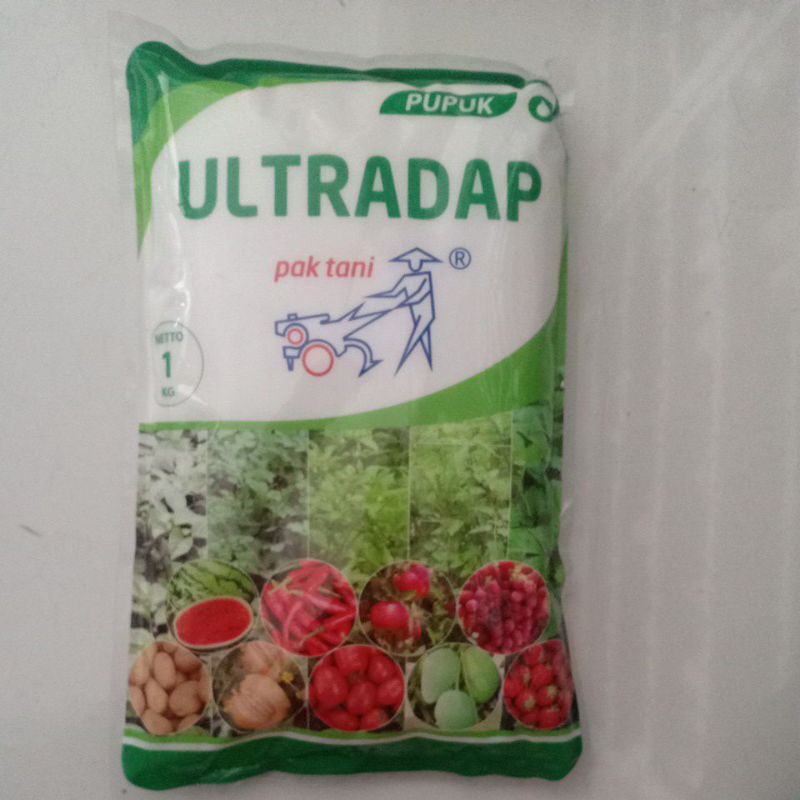 PUPUK
ULTRADAP
pak tani ®
NETTO
1
KG